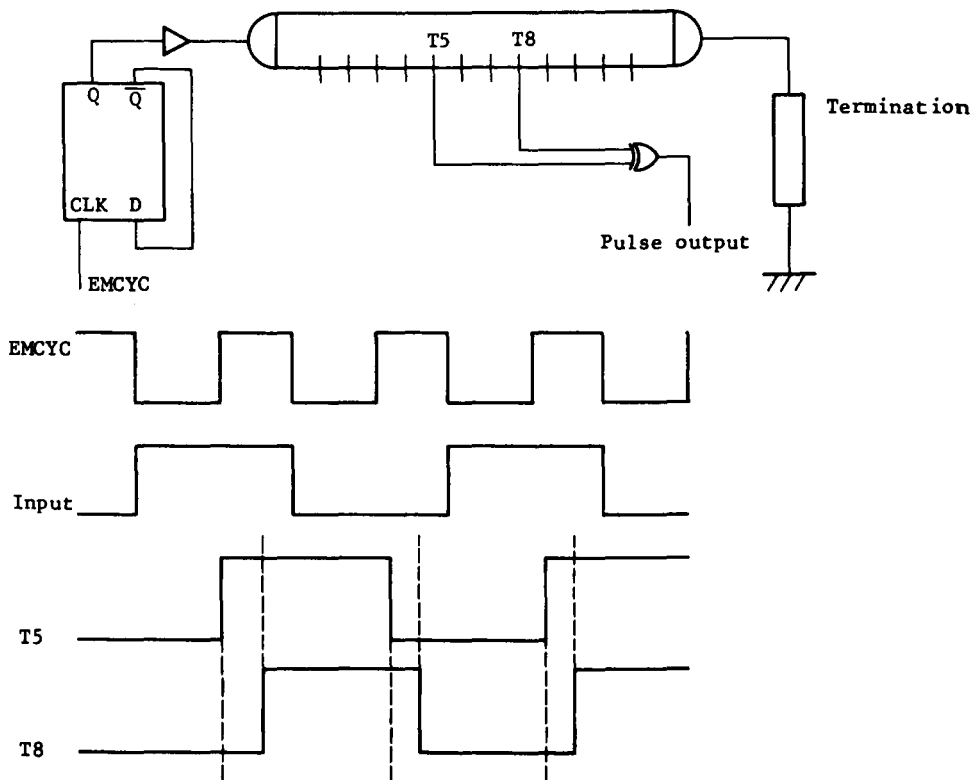 T5 T8
Q Q̅
Termination
CLK D
Pulse output
EMCYC
EMCYC
Input
T5
T8